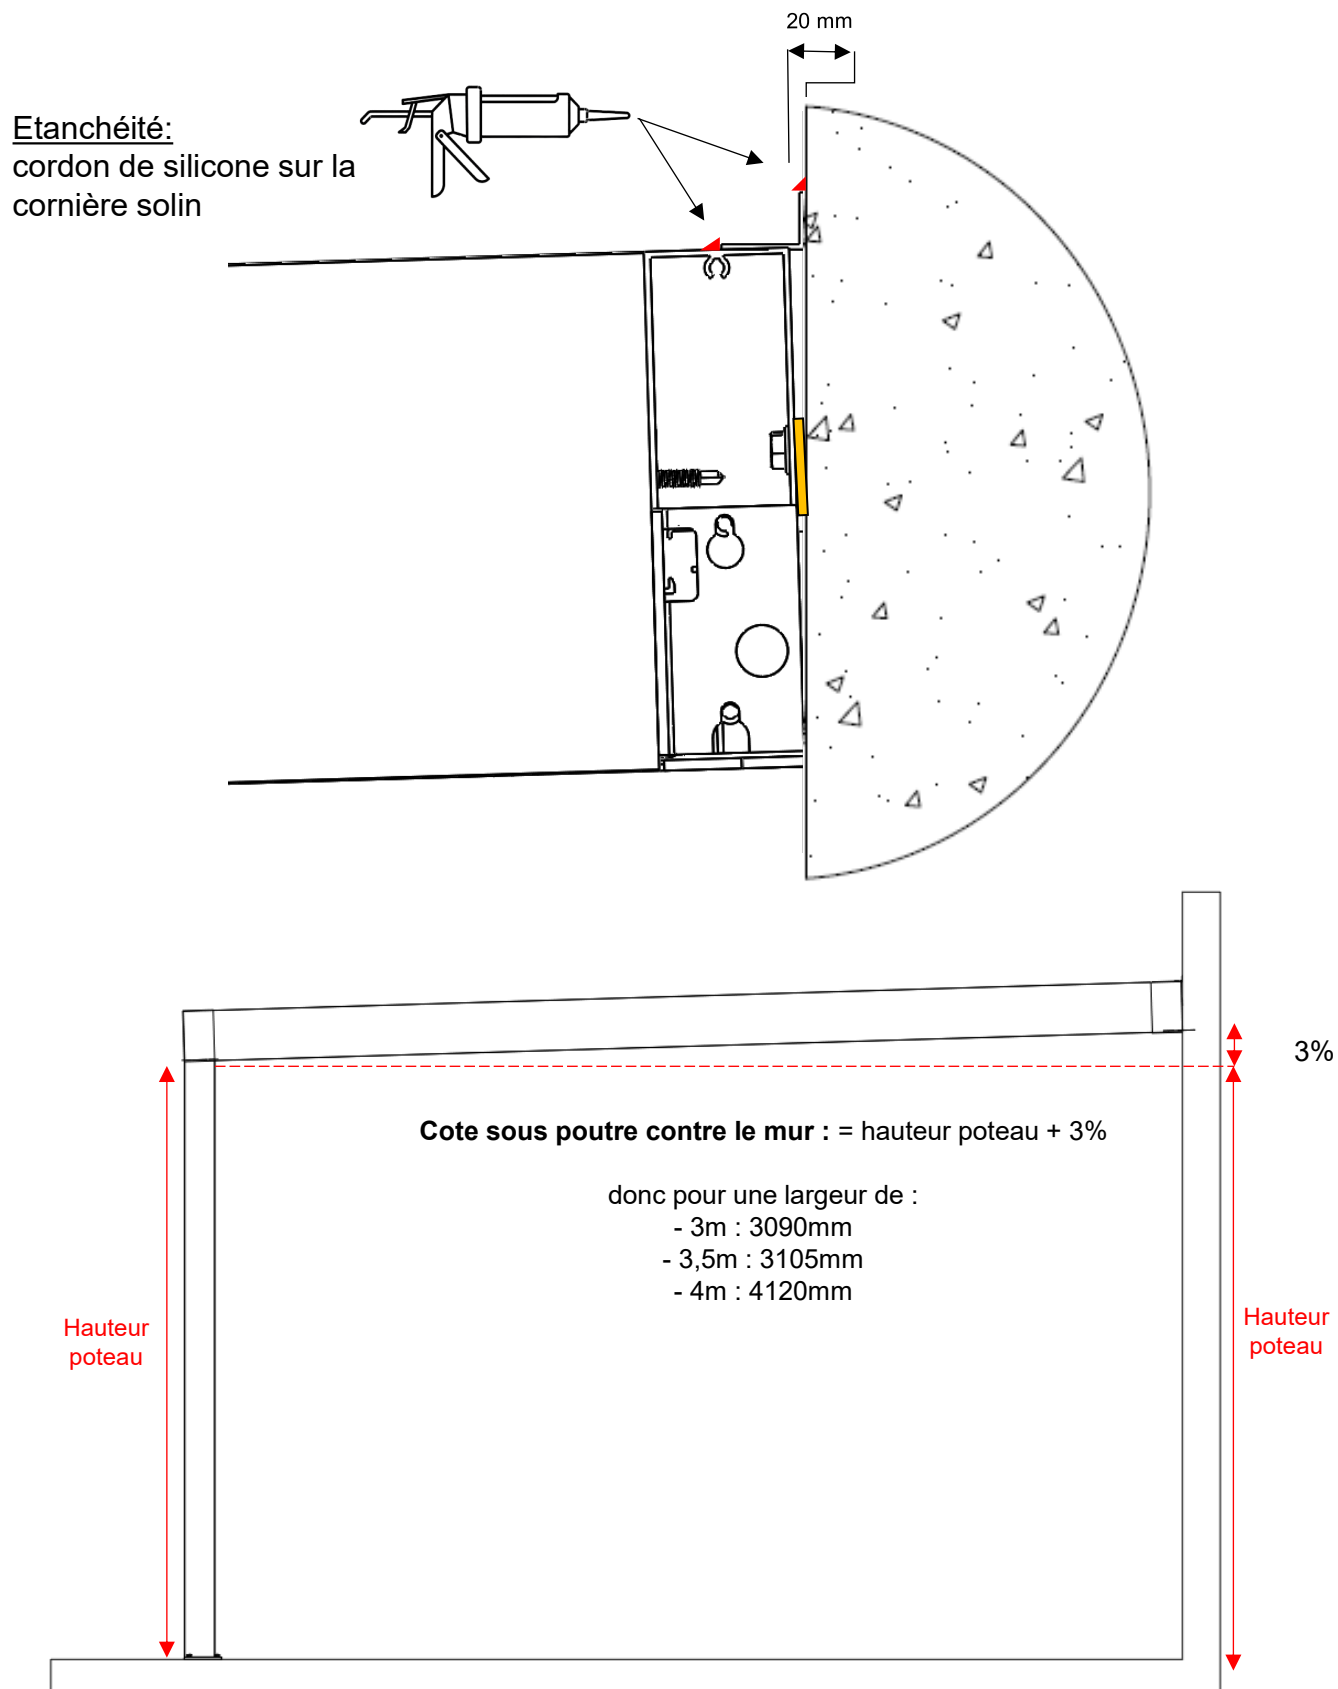 20 mm
Etanchéité:
cordon de silicone sur la
cornière solin
3%
Cote sous poutre contre le mur : = hauteur poteau + 3%
donc pour une largeur de :
- 3m : 3090mm
- 3,5m : 3105mm
- 4m : 4120mm
Hauteur
poteau
Hauteur
poteau